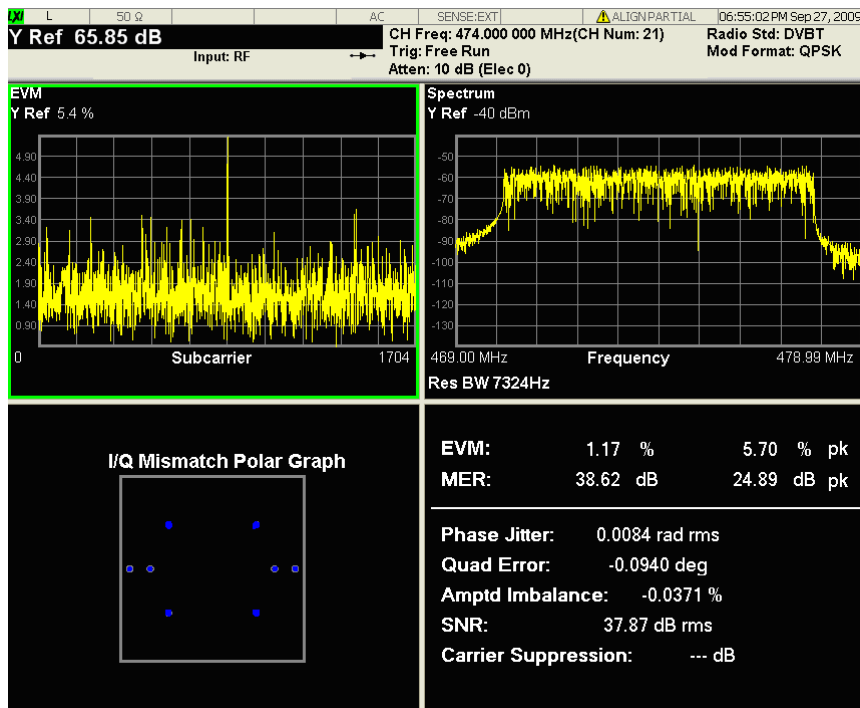 LXI L 50 Ω AC SENSE:EXT ALIGN PARTIAL 06:55:02 PM Sep 27, 2009
Y Ref 65.85 dB
Input: RF
CH Freq: 474.000 000 MHz(CH Num: 21)
Trig: Free Run
Atten: 10 dB (Elec 0)
Radio Std: DVBT
Mod Format: QPSK
EVM
Y Ref 5.4 %
4.90
4.40
3.90
3.40
2.90
2.40
1.90
1.40
0.90
0 Subcarrier 1704
Spectrum
Y Ref -40 dBm
-50
-60
-70
-80
-90
-100
-110
-120
-130
469.00 MHz Frequency 478.99 MHz
Res BW 7324Hz
I/Q Mismatch Polar Graph
EVM: 1.17 % 5.70 % pk
MER: 38.62 dB 24.89 dB pk
Phase Jitter: 0.0084 rad rms
Quad Error: -0.0940 deg
Amptd Imbalance: -0.0371 %
SNR: 37.87 dB rms
Carrier Suppression: --- dB